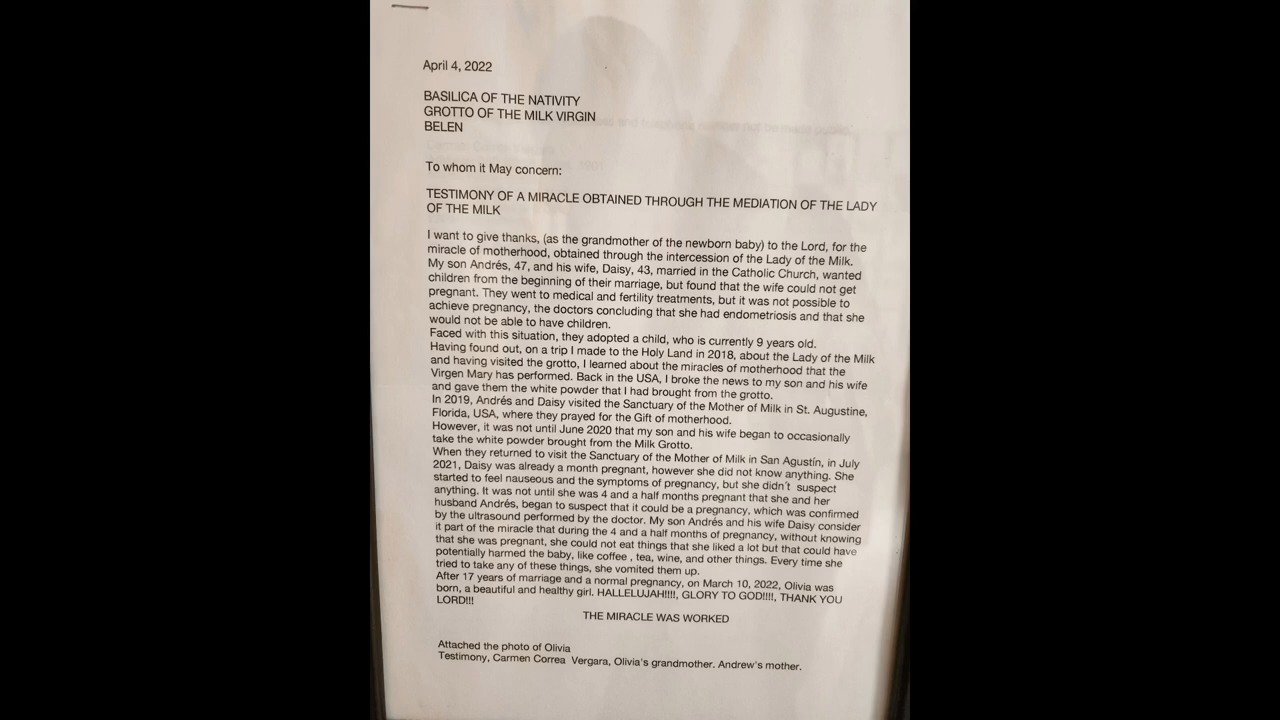 April 4, 2022
BASILICA OF THE NATIVITY
GROTTO OF THE MILK VIRGIN
BELEN
To whom it May concern:
TESTIMONY OF A MIRACLE OBTAINED THROUGH THE MEDIATION OF THE LADY
OF THE MILK
I want to give thanks, (as the grandmother of the newborn baby) to the Lord, for the
miracle of motherhood, obtained through the intercession of the Lady of the Milk.
My son Andrés, 47, and his wife, Daisy, 43, married in the Catholic Church, wanted
children from the beginning of their marriage, but found that the wife could not get
pregnant. They went to medical and fertility treatments, but it was not possible to
achieve pregnancy, the doctors concluding that she had endometriosis and that she
would not be able to have children.
Faced with this situation, they adopted a child, who is currently 9 years old.
Having found out, on a trip I made to the Holy Land in 2018, about the Lady of the Milk
and having visited the grotto, I learned about the miracles of motherhood that the
Virgen Mary has performed. Back in the USA, I broke the news to my son and his wife
and gave them the white powder that I had brought from the grotto.
In 2019, Andrés and Daisy visited the Sanctuary of the Mother of Milk in St. Augustine,
Florida, USA, where they prayed for the Gift of motherhood.
However, it was not until June 2020 that my son and his wife began to occasionally
take the white powder brought from the Milk Grotto.
When they returned to visit the Sanctuary of the Mother of Milk in San Agustín, in July
2021, Daisy was already a month pregnant, however she did not know anything. She
started to feel nauseous and the symptoms of pregnancy, but she didn´t suspect
anything. It was not until she was 4 and a half months pregnant that she and her
husband Andrés, began to suspect that it could be a pregnancy, which was confirmed
by the ultrasound performed by the doctor. My son Andrés and his wife Daisy consider
it part of the miracle that during the 4 and a half months of pregnancy, without knowing
that she was pregnant, she could not eat things that she liked a lot but that could have
potentially harmed the baby, like coffee , tea, wine, and other things. Every time she
tried to take any of these things, she vomited them up.
After 17 years of marriage and a normal pregnancy, on March 10, 2022, Olivia was
born, a beautiful and healthy girl. HALLELUJAH!!!!, GLORY TO GOD!!!!, THANK YOU
LORD!!!
THE MIRACLE WAS WORKED
Attached the photo of Olivia
Testimony, Carmen Correa Vergara, Olivia's grandmother. Andrew's mother.